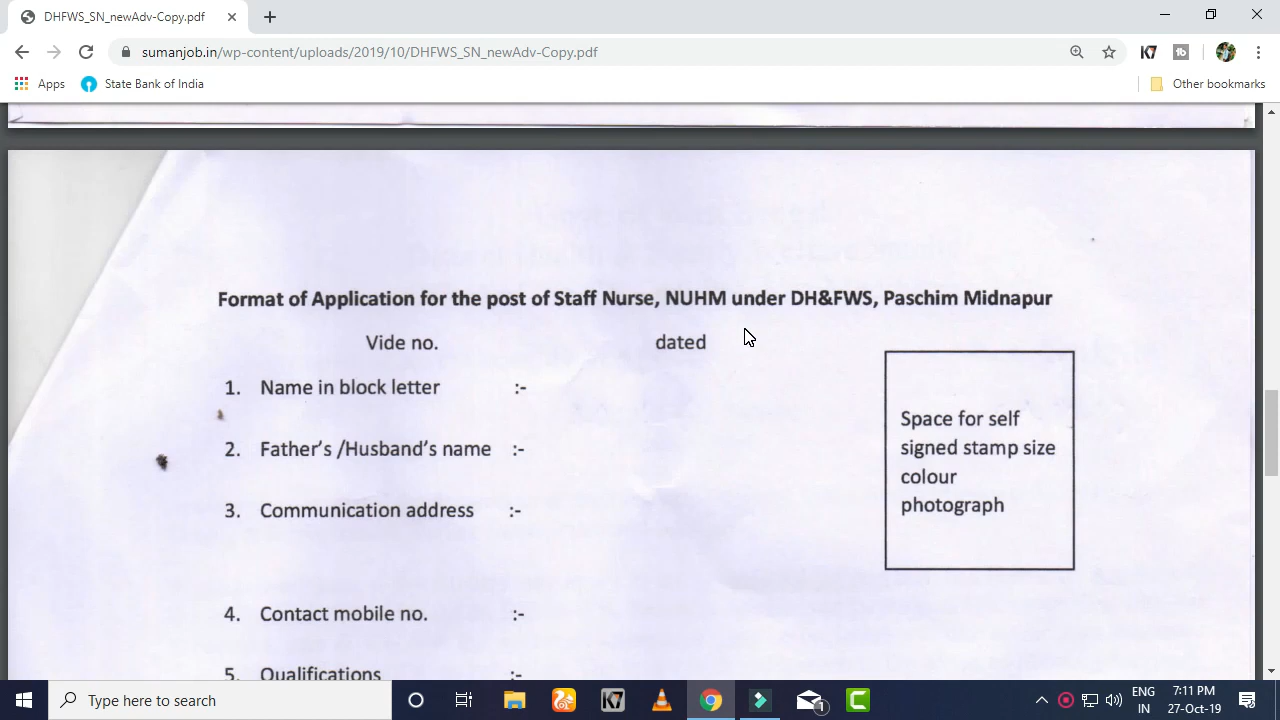 DHFWS_SN_newAdv-Copy.pdf
sumanjob.in/wp-content/uploads/2019/10/DHFWS_SN_newAdv-Copy.pdf
K7
tb
Apps
State Bank of India
Other bookmarks
Format of Application for the post of Staff Nurse, NUHM under DH&FWS, Paschim Midnapur
Vide no. dated
1. Name in block letter :-
2. Father's /Husband's name :-
3. Communication address :-
Space for self
signed stamp size
colour
photograph
4. Contact mobile no. :-
5. Qualifications :-
Type here to search
K7
1
C
ENG
IN
7:11 PM
27-Oct-19